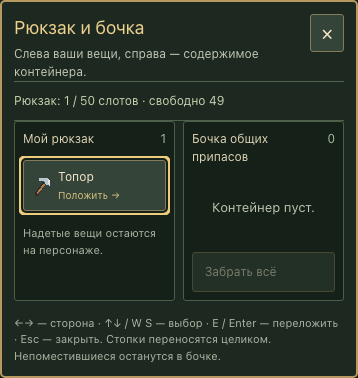 Рюкзак и бочка
×
Слева ваши вещи, справа — содержимое
контейнера.
Рюкзак: 1 / 50 слотов · свободно 49
Мой рюкзак 1
Топор
Положить →
Надетые вещи остаются
на персонаже.
Бочка общих 0
припасов
Контейнер пуст.
Забрать всё
←→ — сторона · ↑↓ / W S — выбор · E / Enter — переложить
· Esc — закрыть. Стопки переносятся целиком.
Непоместившиеся останутся в бочке.